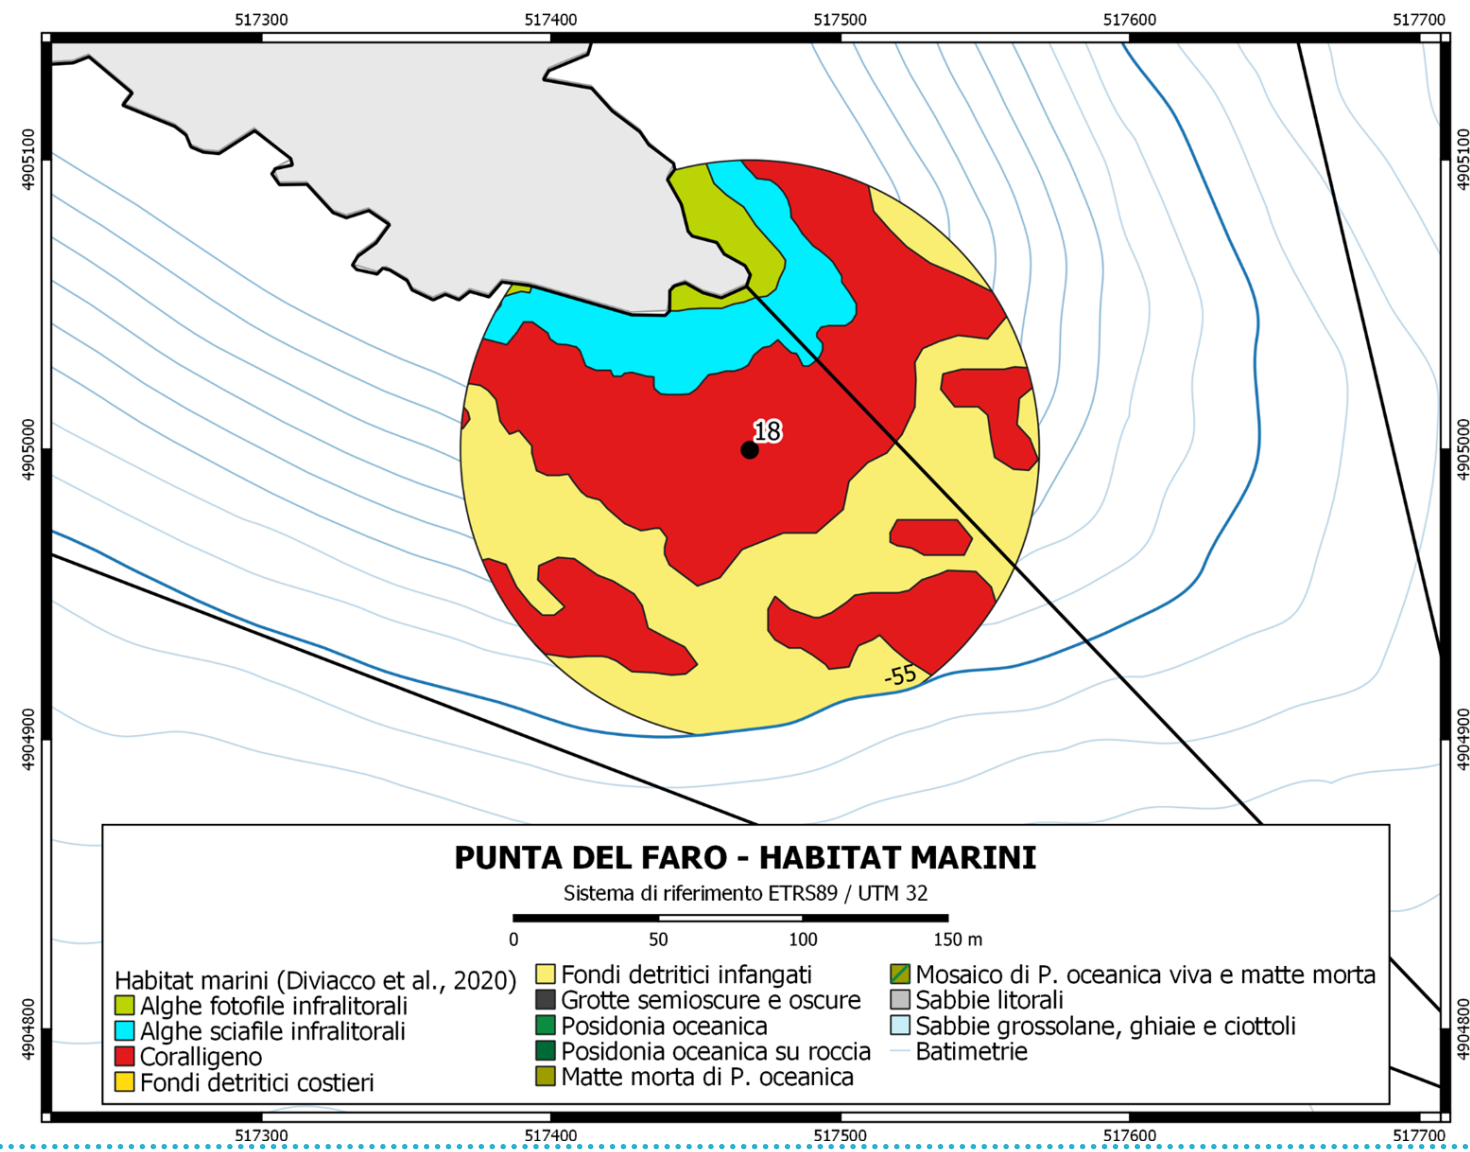 517300 517400 517500 517600 517700
4905100 4905100
18
4905000 4905000
-55
4904900 4904900
PUNTA DEL FARO - HABITAT MARINI
Sistema di riferimento ETRS89 / UTM 32
0 50 100 150 m
Habitat marini (Diviacco et al., 2020)
Alghe fotofile infralitorali
Alghe sciafile infralitorali
Coralligeno
Fondi detritici costieri
Fondi detritici infangati
Grotte semioscure e oscure
Posidonia oceanica
Posidonia oceanica su roccia
Matte morta di P. oceanica
Mosaico di P. oceanica viva e matte morta
Sabbie litorali
Sabbie grossolane, ghiaie e ciottoli
Batimetrie
4904800 4904800
517300 517400 517500 517600 517700